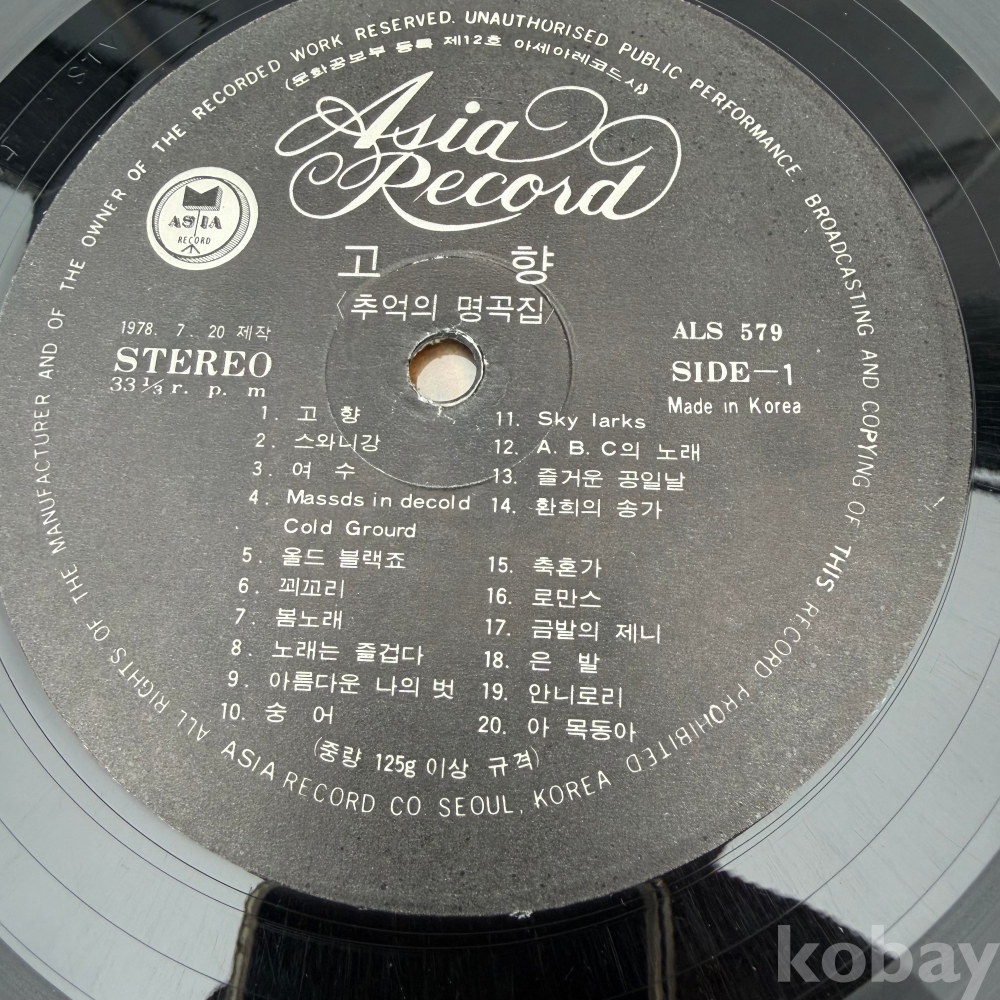 ALL RIGHTS OF THE MANUFACTURER AND OF THE OWNER OF THE RECORDED WORK RESERVED. UNAUTHORISED PUBLIC PERFORMANCE. BROADCASTING AND COPYING OF THIS RECORD PROHIBITED
(문화공보부 등록 제12호 아세아레코드사)
Asia
Record
ASIA
RECORD
고 향
〈추억의 명곡집〉
1978. 7. 20 제작
STEREO
33 1/3 r. p. m
ALS 579
SIDE—1
Made in Korea
1. 고 향
2. 스와니강
3. 여 수
4. Massds in decold
Cold Grourd
5. 올드 블랙죠
6. 꾀꼬리
7. 봄노래
8. 노래는 즐겁다
9. 아름다운 나의 벗
10. 숭 어
11. Sky larks
12. A. B. C의 노래
13. 즐거운 공일날
14. 환희의 송가
15. 축혼가
16. 로만스
17. 금발의 제니
18. 은 발
19. 안니로리
20. 아 목동아
(중량 125g 이상 규격)
ASIA RECORD CO SEOUL, KOREA
kobay